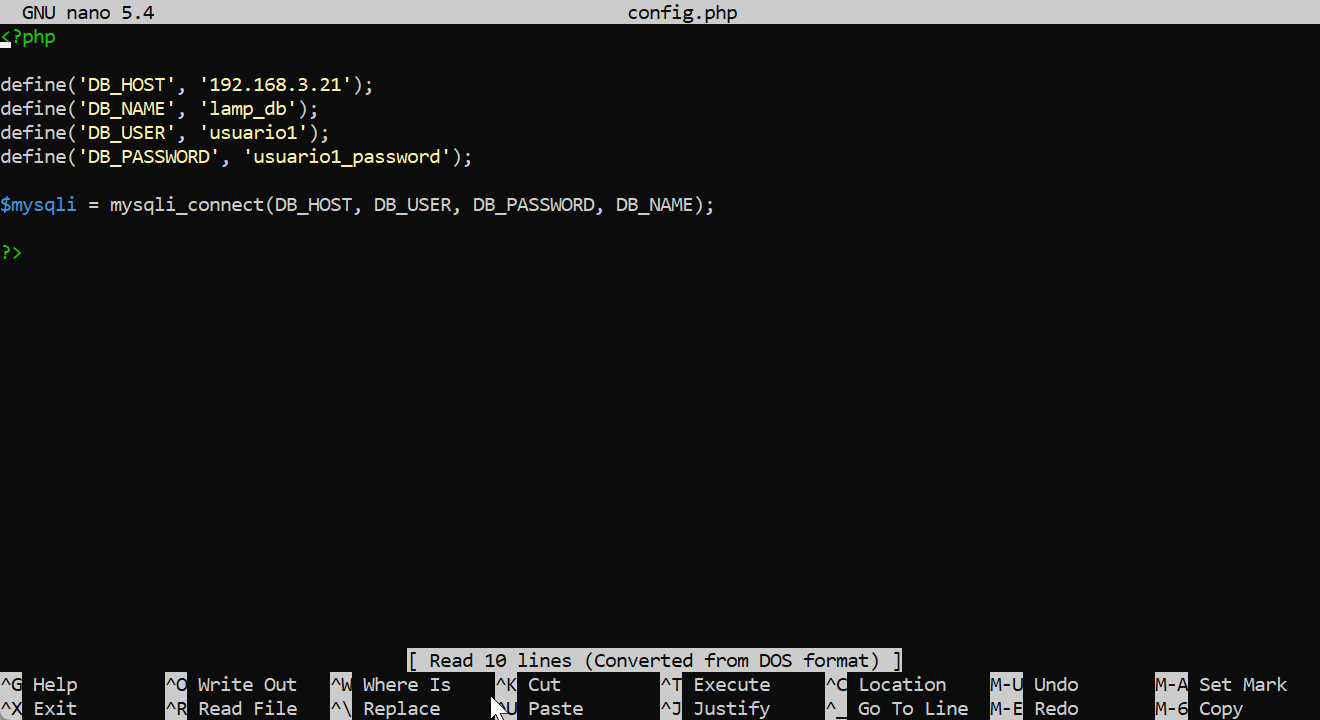 GNU nano 5.4 config.php
<?php
define('DB_HOST', '192.168.3.21');
define('DB_NAME', 'lamp_db');
define('DB_USER', 'usuario1');
define('DB_PASSWORD', 'usuario1_password');
$mysqli = mysqli_connect(DB_HOST, DB_USER, DB_PASSWORD, DB_NAME);
?>
[ Read 10 lines (Converted from DOS format) ]
^G Help ^O Write Out ^W Where Is ^K Cut ^T Execute ^C Location M-U Undo M-A Set Mark
^X Exit ^R Read File ^\ Replace ^U Paste ^J Justify ^_ Go To Line M-E Redo M-6 Copy